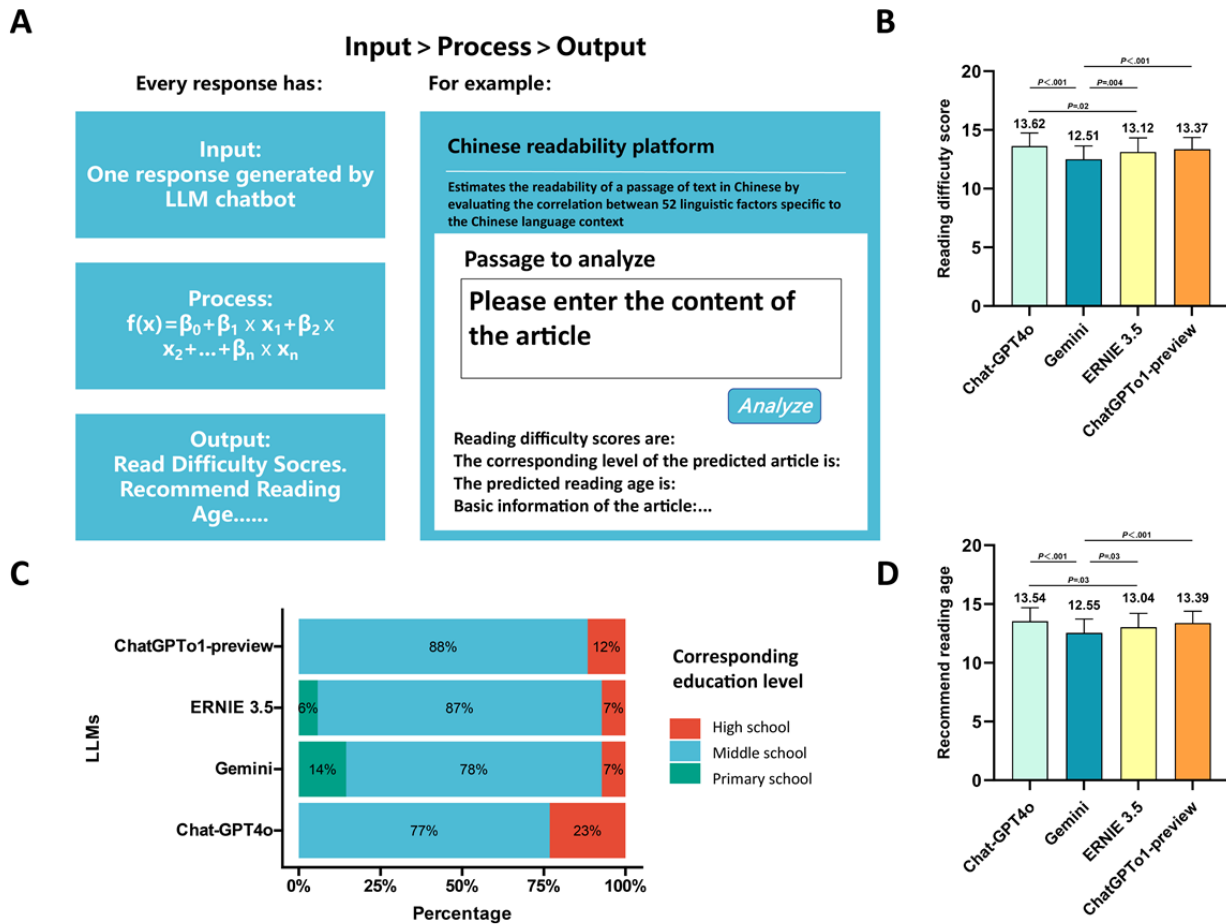 A
Input > Process > Output
Every response has:
Input:
One response generated by
LLM chatbot
Process:
f(x)=β0+β1 x x1+β2 x
x2+...+βn x xn
Output:
Read Difficulty Socres.
Recommend Reading
Age......
For example:
Chinese readability platform
Estimates the readability of a passage of text in Chinese by
evaluating the correlation betwean 52 linguistic factors specific to
the Chinese language context
Passage to analyze
Please enter the content of
the article
Analyze
Reading difficulty scores are:
The corresponding level of the predicted article is:
The predicted reading age is:
Basic information of the article:...
B
Reading difficuty score
20
15
10
5
0
P<.001
P<.001
P=.004
P=.02
13.62
12.51
13.12
13.37
Chat-GPT4o
Gemini
ERNIE 3.5
ChatGPTo1-preview
C
LLMs
ChatGPTo1-preview
88%
12%
ERNIE 3.5
6%
87%
7%
Gemini
14%
78%
7%
Chat-GPT4o
77%
23%
0%
25%
50%
75%
100%
Percentage
Corresponding
education level
High school
Middle school
Primary school
D
Recommend reading age
20
15
10
5
0
P<.001
P<.001
P=.03
P=.03
13.54
12.55
13.04
13.39
Chat-GPT4o
Gemini
ERNIE 3.5
ChatGPTo1-preview